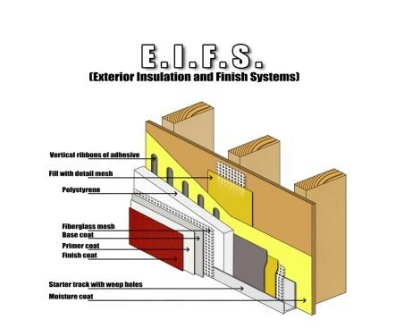 E.I.F.S.
(Exterior Insulation and Finish Systems)
Vertical ribbons of adhesive
Fill with detail mesh
Polystyrene
Fiberglass mesh
Base coat
Primer coat
Finish coat
Starter track with weep holes
Moisture coat